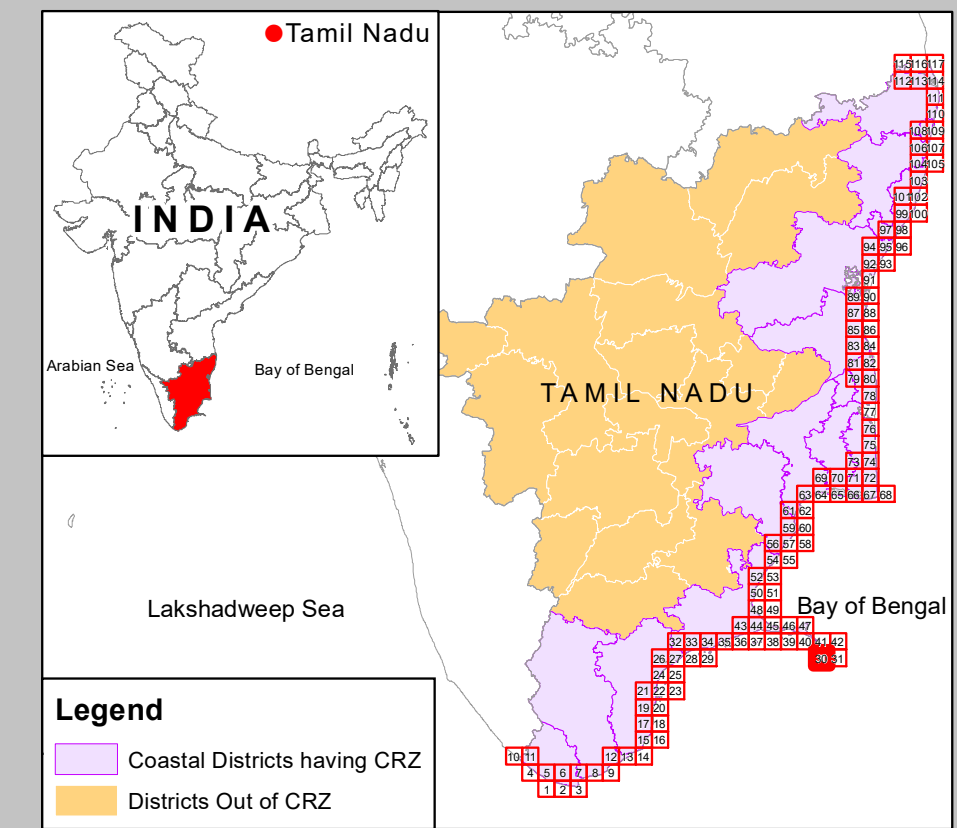 Tamil Nadu
INDIA
Arabian Sea
Bay of Bengal
TAMIL NADU
Lakshadweep Sea
Bay of Bengal
115 116 117
112 113 114
111
110
108 109
106 107
104 105
103
101 102
99 100
97 98
94 95 96
92 93
91
89 90
87 88
85 86
83 84
81 82
79 80
78
77
76
75
73 74
69 70 71 72
63 64 65 66 67 68
61 62
59 60
56 57 58
54 55
52 53
50 51
48 49
43 44 45 46 47
32 33 34 35 36 37 38 39 40 41 42
26 27 28 29 30 31
24 25
21 22 23
19 20
17 18
15 16
10 11 12 13 14
4 5 6 7 8 9
1 2 3
Legend
Coastal Districts having CRZ
Districts Out of CRZ